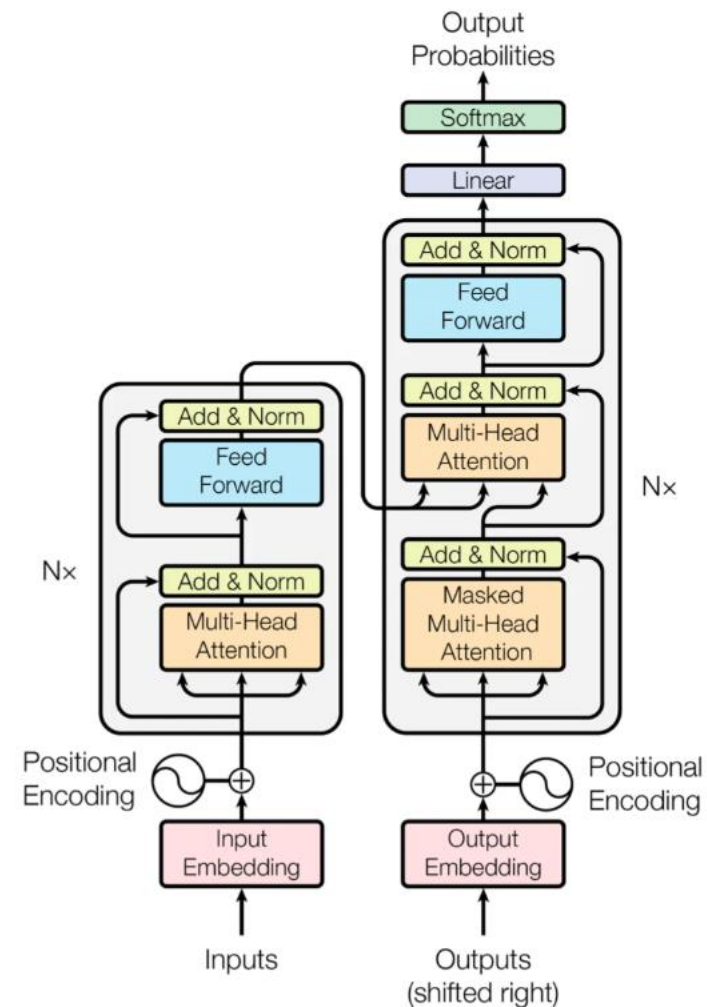 Output
Probabilities
Softmax
Linear
Add & Norm
Feed
Forward
Add & Norm
Multi-Head
Attention
Add & Norm
Masked
Multi-Head
Attention
Nx
Add & Norm
Feed
Forward
Add & Norm
Multi-Head
Attention
Nx
Positional
Encoding
Positional
Encoding
Input
Embedding
Output
Embedding
Inputs
Outputs
(shifted right)